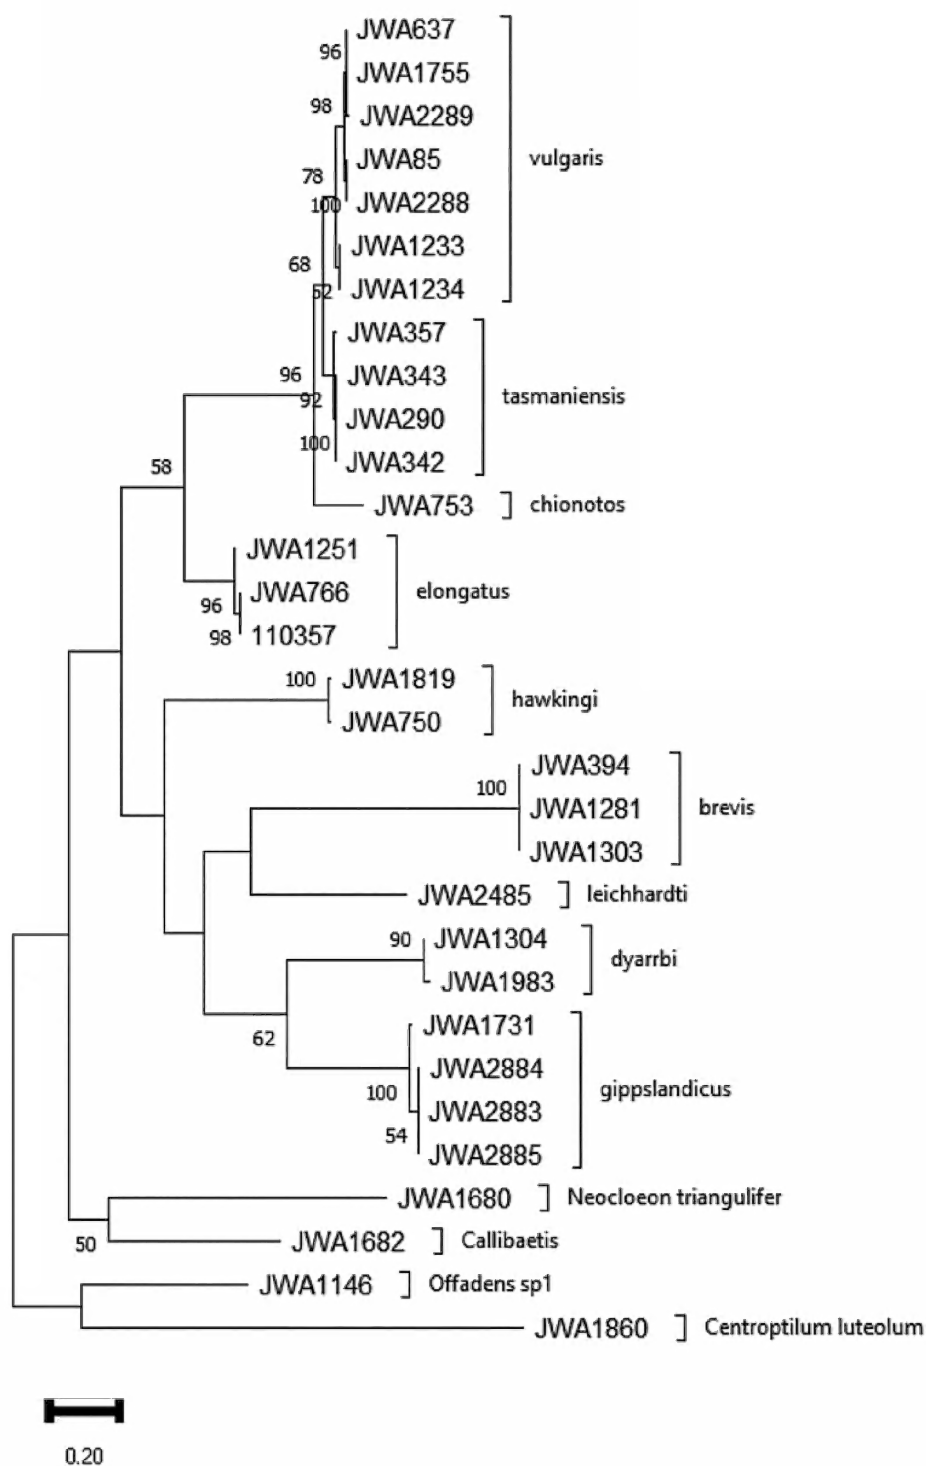 JWA637
96
JWA1755
98
JWA2289
JWA85
vulgaris
78
100
JWA2288
JWA1233
68
52
JWA1234
JWA357
96
JWA343
92
tasmaniensis
JWA290
100
JWA342
58
JWA753
chionotos
JWA1251
JWA766
elongatus
96
98
110357
100
JWA1819
hawkingi
JWA750
JWA394
100
JWA1281
brevis
JWA1303
JWA2485
leichhardti
90
JWA1304
dyarrbi
JWA1983
JWA1731
62
JWA2884
gippslandicus
100
JWA2883
54
JWA2885
JWA1680
Neocloeon triangulifer
50
JWA1682
Callibaetis
JWA1146
Offadens sp1
JWA1860
Centroptilum luteolum
0.20